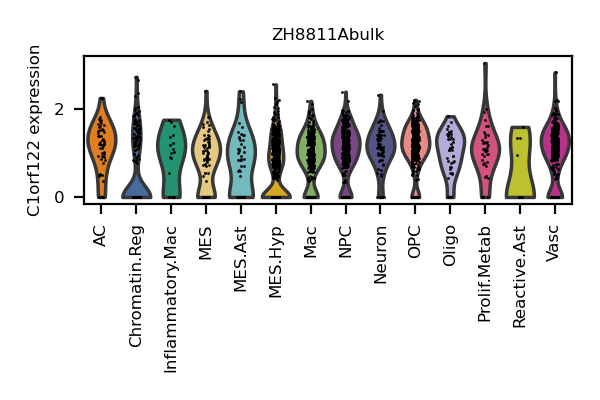 ZH8811Abulk
C1orf122 expression
2
0
AC
Chromatin.Reg
Inflammatory.Mac
MES
MES.Ast
MES.Hyp
Mac
NPC
Neuron
OPC
Oligo
Prolif.Metab
Reactive.Ast
Vasc